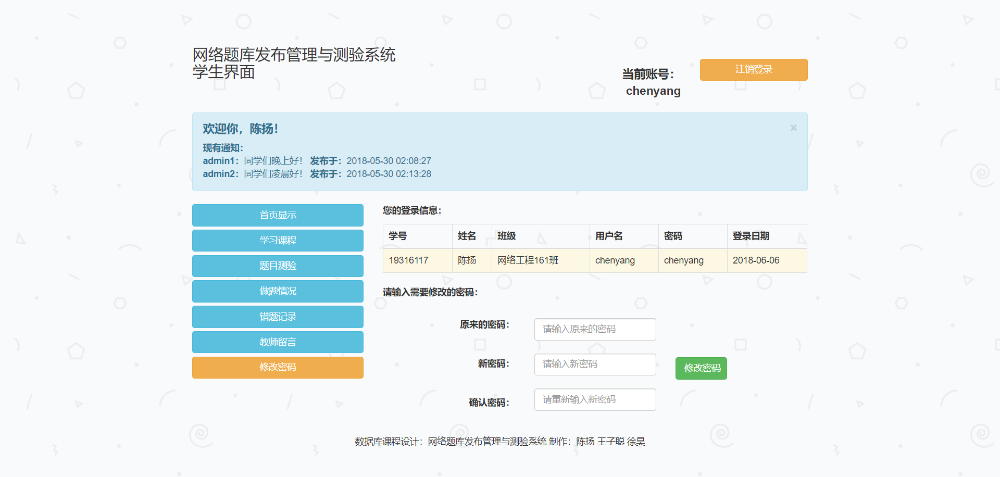 网络题库发布管理与测验系统
学生界面
当前账号：
chenyang
注销登录
欢迎你，陈扬！
×
现有通知：
admin1：同学们晚上好！ 发布于：2018-05-30 02:08:27
admin2：同学们凌晨好！ 发布于：2018-05-30 02:13:28
首页显示
学习课程
题目测验
做题情况
错题记录
教师留言
修改密码
您的登录信息：
学号 姓名 班级 用户名 密码 登录日期
19316117 陈扬 网络工程161班 chenyang chenyang 2018-06-06
请输入需要修改的密码：
原来的密码： 请输入原来的密码
新密码： 请输入新密码 修改密码
确认密码： 请重新输入新密码
数据库课程设计：网络题库发布管理与测验系统 制作：陈扬 王子聪 徐昊